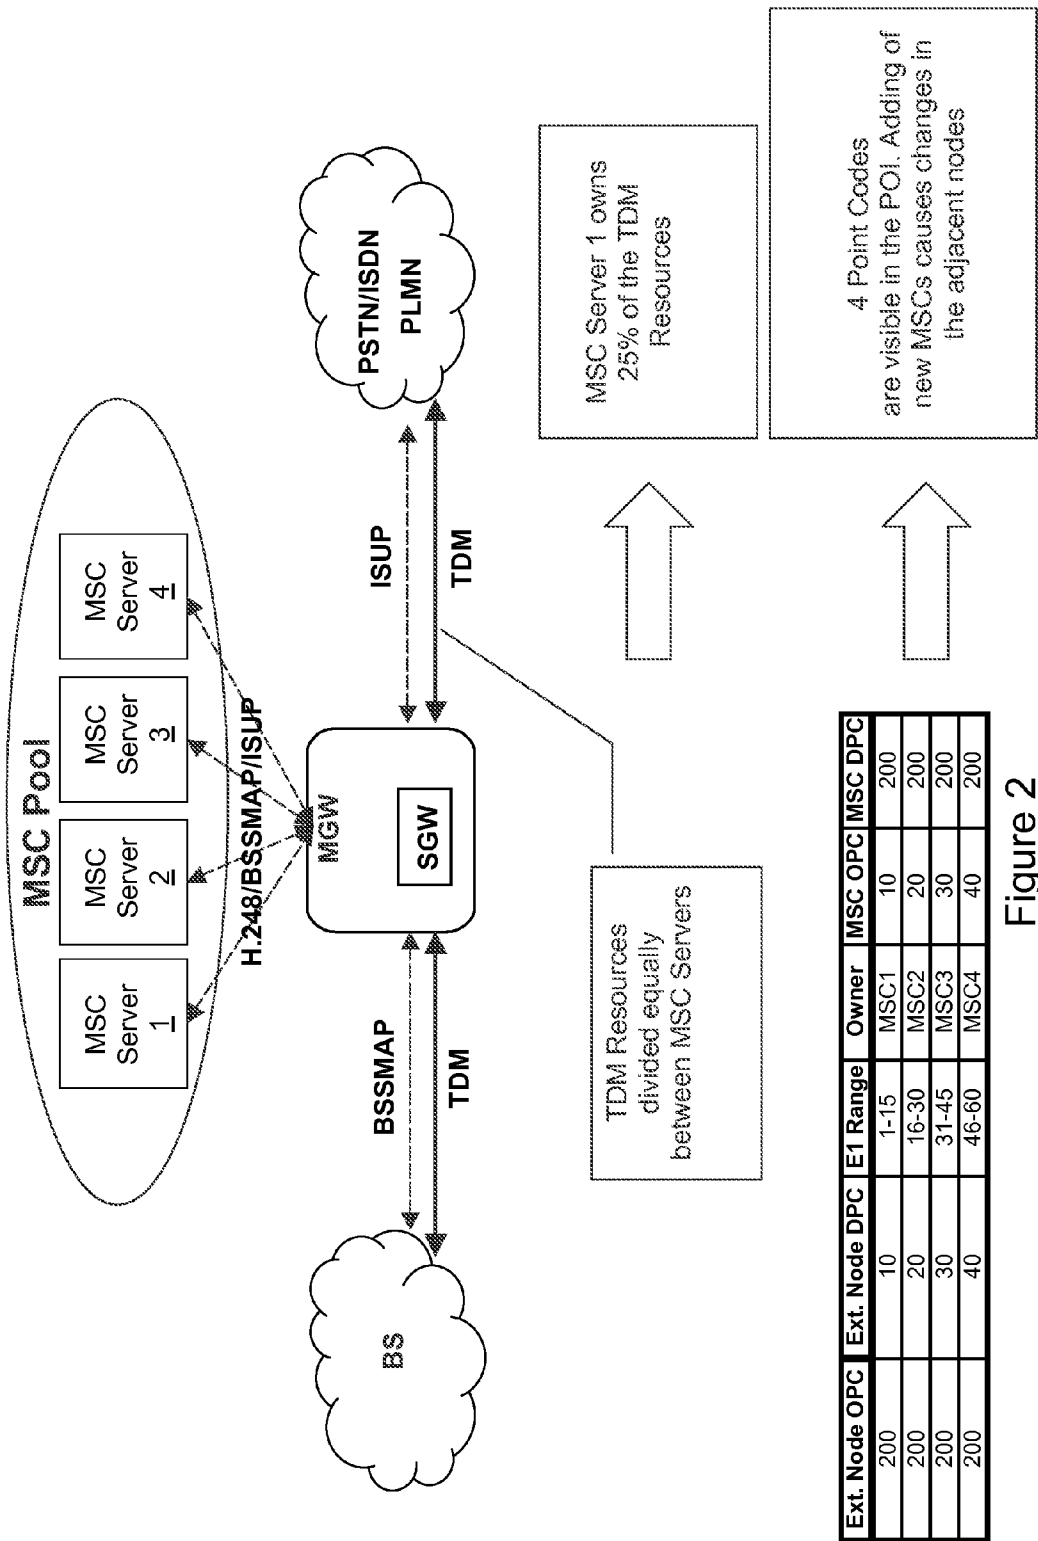 MSC Pool
MSC
Server
1
MSC
Server
2
MSC
Server
3
MSC
Server
4
H.248/BSSMAP/ISUP
BS
BSSMAP
TDM
MGW
SGW
ISUP
TDM
PSTN/ISDN
PLMN
TDM Resources
divided equally
between MSC Servers
MSC Server 1 owns
25% of the TDM
Resources
4 Point Codes
are visible in the POI. Adding of
new MSCs causes changes in
the adjacent nodes
Ext. Node OPC Ext. Node DPC E1 Range Owner MSC OPC MSC DPC
200 10 1-15 MSC1 10 200
200 20 16-30 MSC2 20 200
200 30 31-45 MSC3 30 200
200 40 46-60 MSC4 40 200
Figure 2